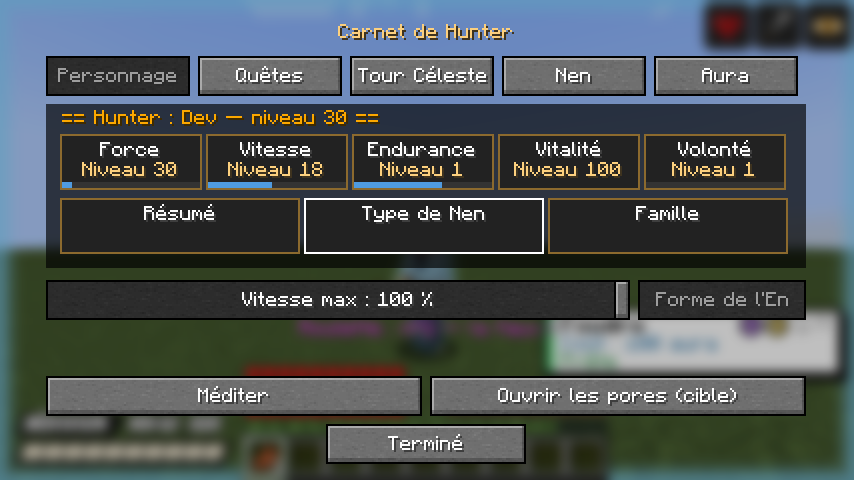 Carnet de Hunter
Personnage
Quêtes
Tour Céleste
Nen
Aura
== Hunter : Dev — niveau 30 ==
Force
Niveau 30
Vitesse
Niveau 18
Endurance
Niveau 1
Vitalité
Niveau 100
Volonté
Niveau 1
Résumé
Type de Nen
Famille
Vitesse max : 100 %
Forme de l'En
Méditer
Ouvrir les pores (cible)
Terminé